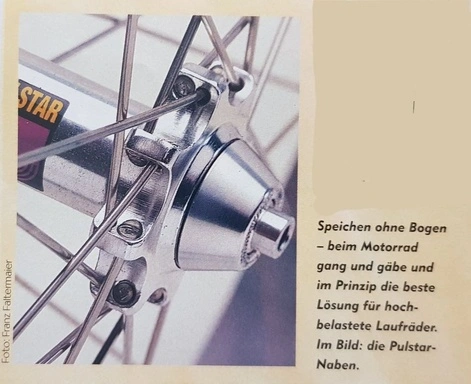 STAR
Foto: Franz Faltermaier
Speichen ohne Bogen
– beim Motorrad
gang und gäbe und
im Prinzip die beste
Lösung für hoch-
belastete Laufräder.
Im Bild: die Pulstar-
Naben.